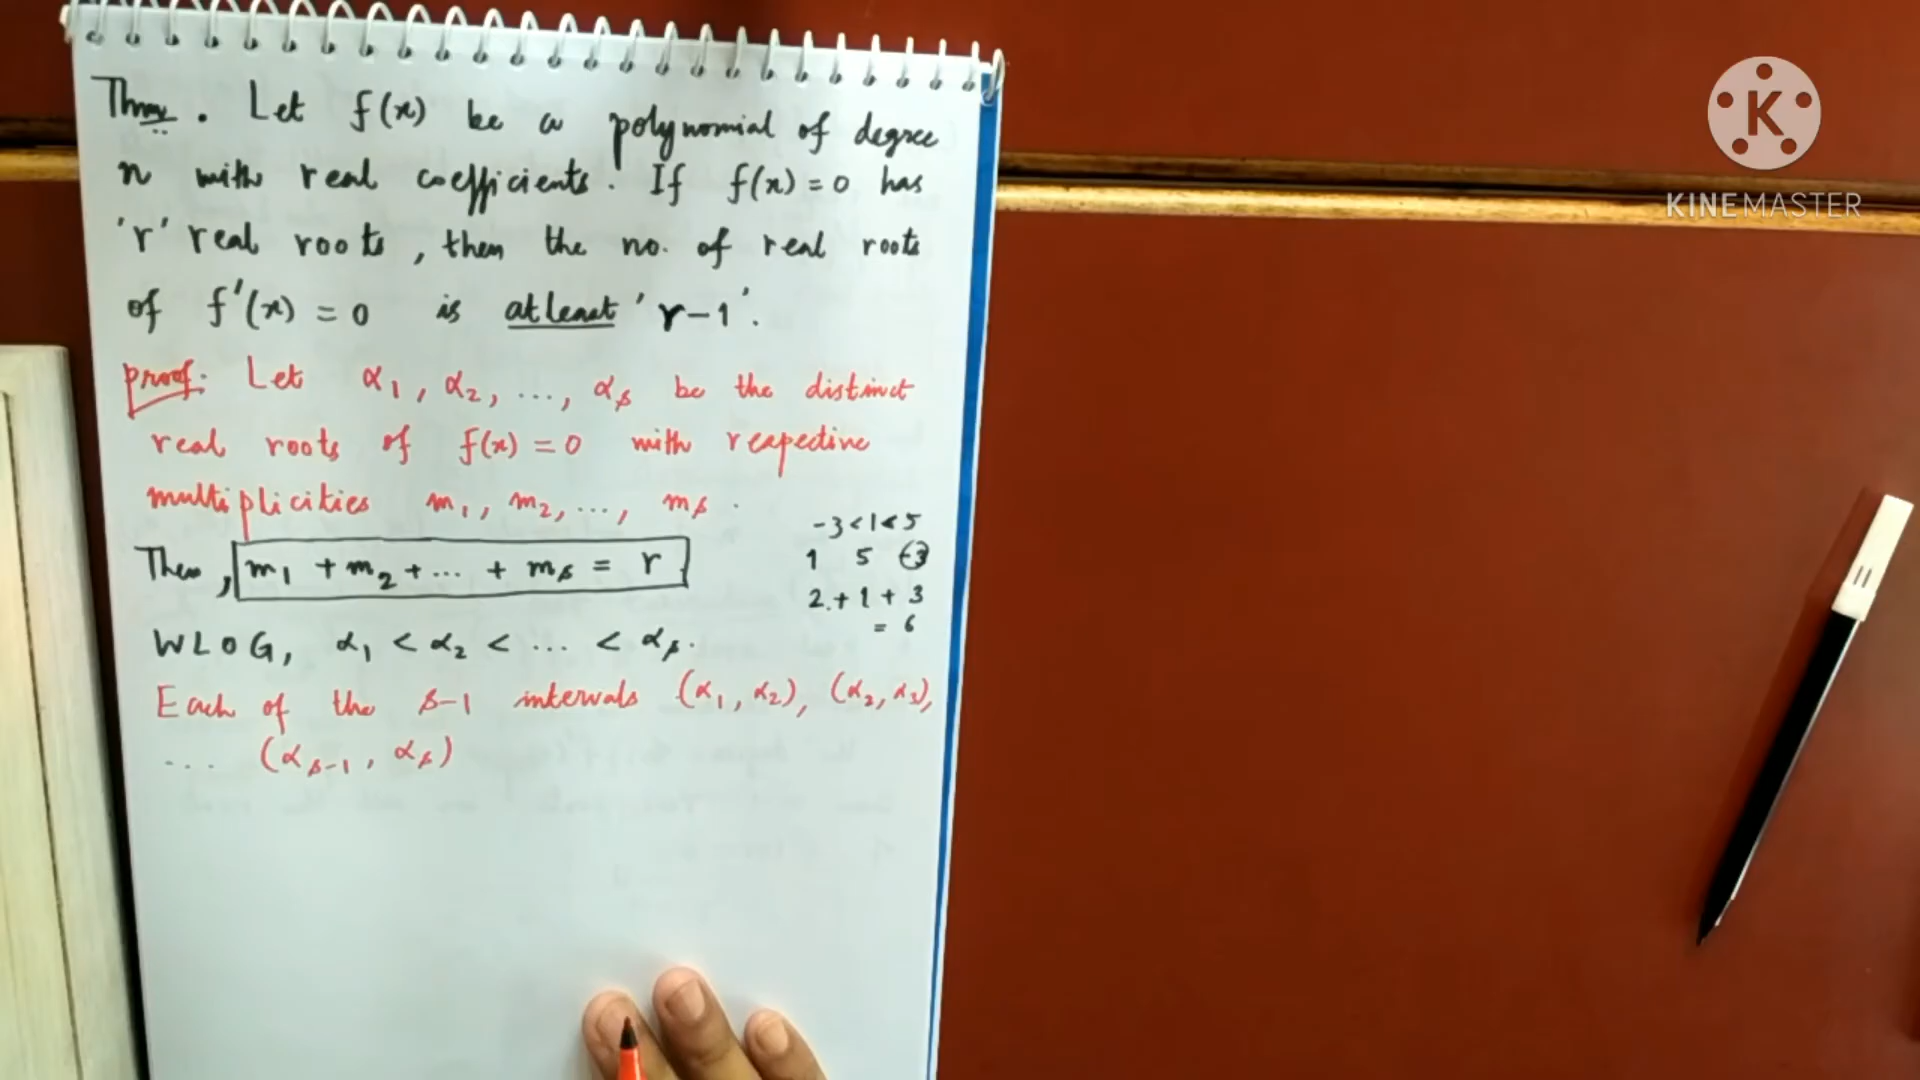 Thm. Let f(x) be a polynomial of degree
n with real coefficients. If f(x) = 0 has
'r' real roots, then the no. of real roots
of f'(x) = 0 is atleast 'r-1'.
proof: Let α₁, α₂, ..., αₛ be the distinct
real roots of f(x) = 0 with respective
multiplicities m₁, m₂, ..., mₛ.
Then, m₁ + m₂ + ... + mₛ = r
-3 < 1 < 5
1 5 -3
2 + 1 + 3
= 6
WLOG, α₁ < α₂ < ... < αₛ.
Each of the s-1 intervals (α₁, α₂), (α₂, α₃),
... (αₛ₋₁, αₛ)
K
KINEMASTER